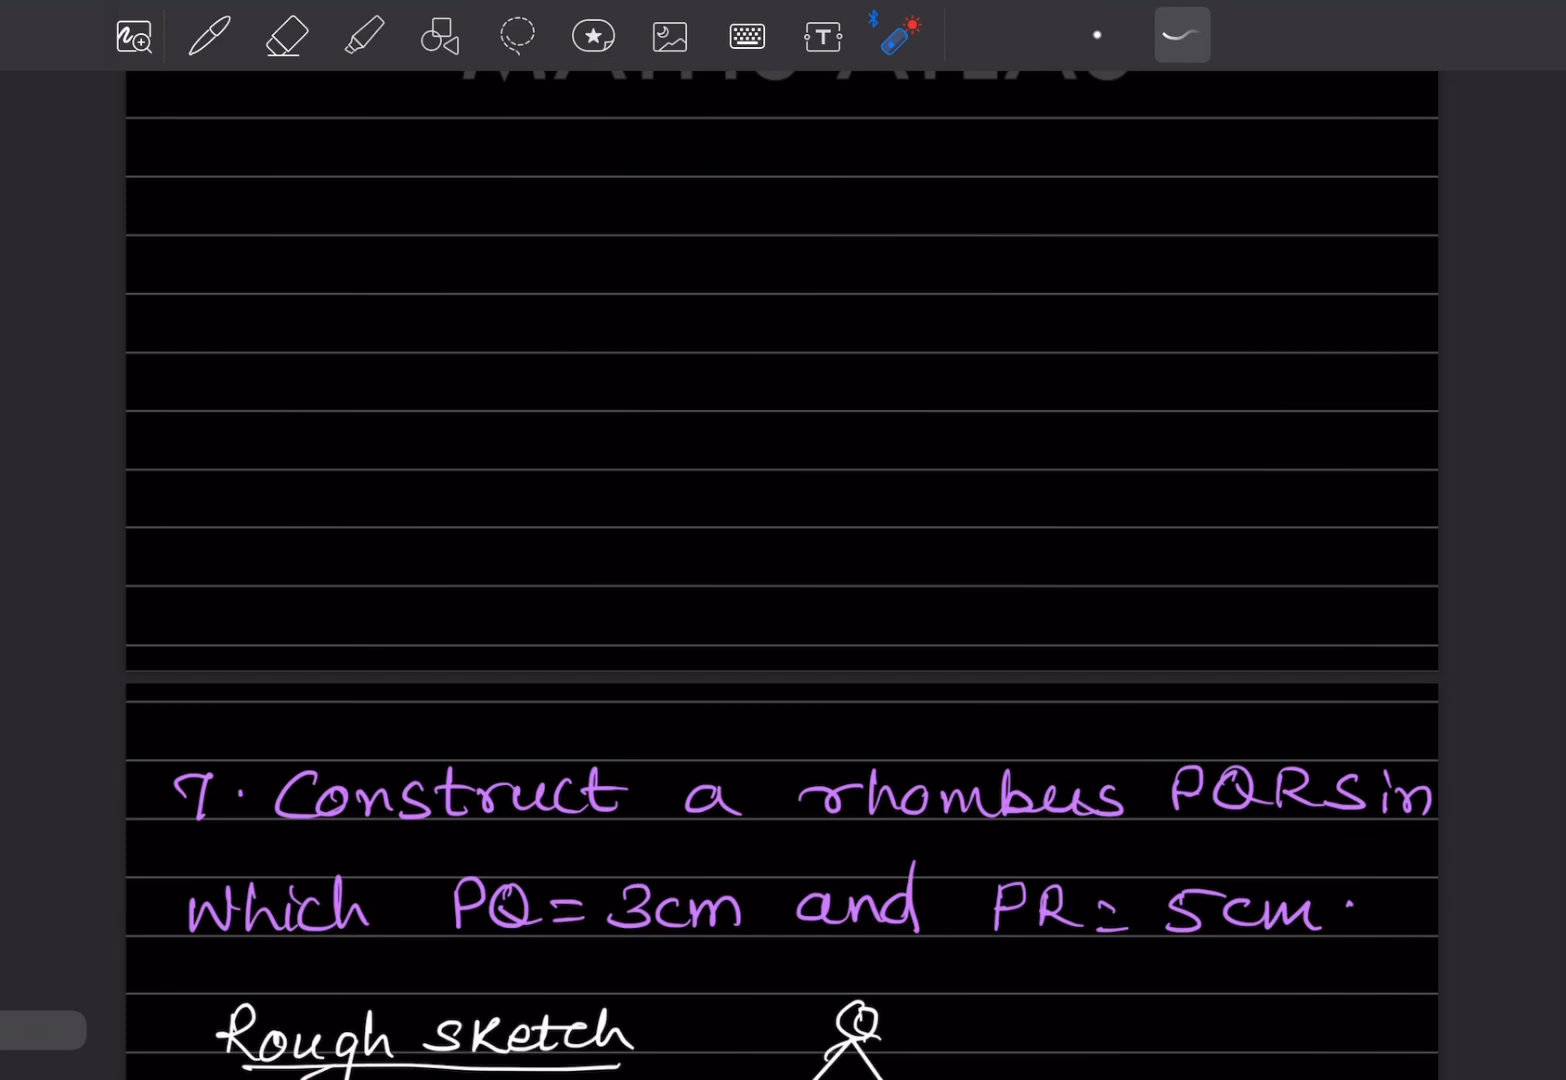 7. Construct a rhombus PQRS in
which PQ = 3cm and PR = 5cm.
Rough sketch
Q